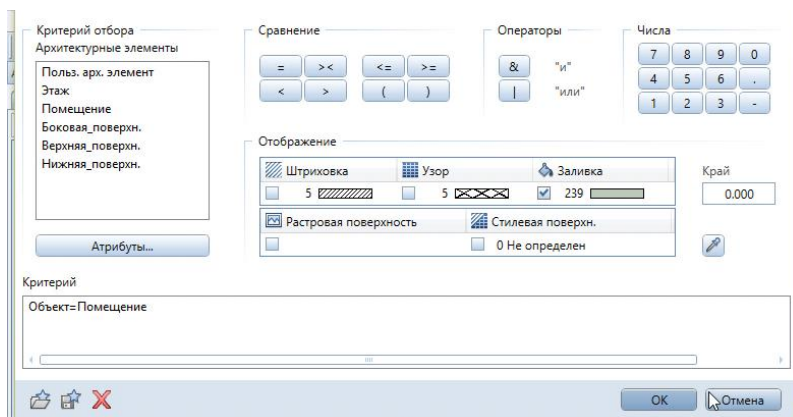 Критерий отбора
Архитектурные элементы
Польз. арх. элемент
Этаж
Помещение
Боковая_поверхн.
Верхняя_поверхн.
Нижняя_поверхн.
Атрибуты...
Сравнение
= >< <= >=
< > ( )
Операторы
& "и"
| "или"
Числа
7 8 9 0
4 5 6 .
1 2 3 -
Отображение
Штриховка Узор Заливка
5 5 239
Растровая поверхность Стилевая поверхн.
0 Не определен
Край
0.000
Критерий
Объект=Помещение
OK Отмена